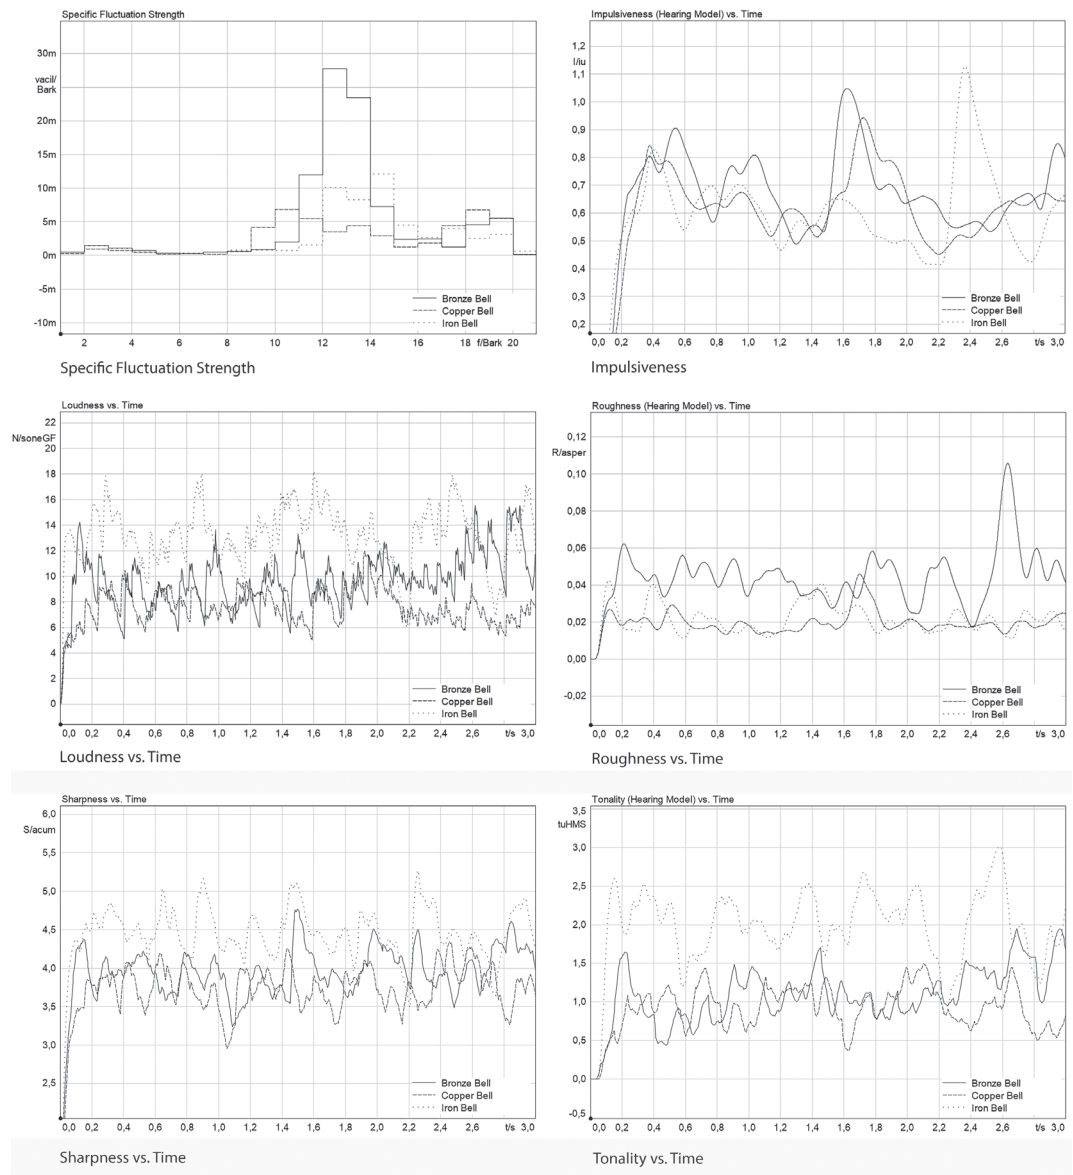 Specific Fluctuation Strength
30m
vacil/
Bark
20m
15m
10m
5m
0m
-5m
-10m
Bronze Bell
Copper Bell
Iron Bell
2 4 6 8 10 12 14 16 18 f/Bark 20
Specific Fluctuation Strength
Impulsiveness (Hearing Model) vs. Time
1,2
I/iu
1,1
1,0
0,9
0,8
0,7
0,6
0,5
0,4
0,3
0,2
Bronze Bell
Copper Bell
Iron Bell
0,0 0,2 0,4 0,6 0,8 1,0 1,2 1,4 1,6 1,8 2,0 2,2 2,4 2,6 2,8 t/s 3,0
Impulsiveness
Loudness vs. Time
22
N/soneGF
20
18
16
14
12
10
8
6
4
2
0
Bronze Bell
Copper Bell
Iron Bell
0,0 0,2 0,4 0,6 0,8 1,0 1,2 1,4 1,6 1,8 2,0 2,2 2,4 2,6 t/s 3,0
Loudness vs. Time
Roughness (Hearing Model) vs. Time
0,12
R/asper
0,10
0,08
0,06
0,04
0,02
0,00
-0,02
Bronze Bell
Copper Bell
Iron Bell
0,0 0,2 0,4 0,6 0,8 1,0 1,2 1,4 1,6 1,8 2,0 2,2 2,4 2,6 t/s 3,0
Roughness vs. Time
Sharpness vs. Time
6,0
S/acum
5,5
5,0
4,5
4,0
3,5
3,0
2,5
Bronze Bell
Copper Bell
Iron Bell
0,0 0,2 0,4 0,6 0,8 1,0 1,2 1,4 1,6 1,8 2,0 2,2 2,4 2,6 t/s 3,0
Sharpness vs. Time
Tonality (Hearing Model) vs. Time
3,5
tuHMS
3,0
2,5
2,0
1,5
1,0
0,5
0,0
-0,5
Bronze Bell
Copper Bell
Iron Bell
0,0 0,2 0,4 0,6 0,8 1,0 1,2 1,4 1,6 1,8 2,0 2,2 2,4 2,6 t/s 3,0
Tonality vs. Time